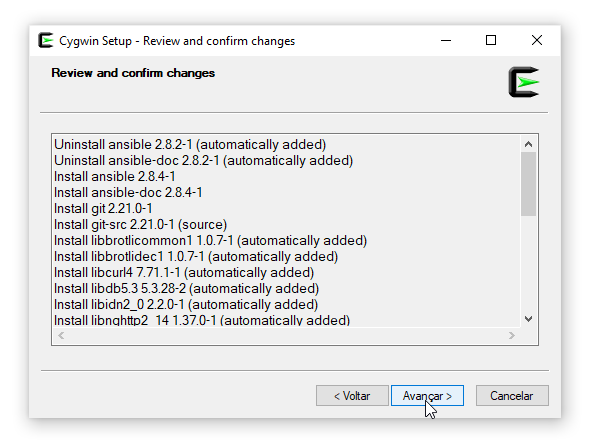 Cygwin Setup - Review and confirm changes
Review and confirm changes
Uninstall ansible 2.8.2-1 (automatically added)
Uninstall ansible-doc 2.8.2-1 (automatically added)
Install ansible 2.8.4-1
Install ansible-doc 2.8.4-1
Install git 2.21.0-1
Install git-src 2.21.0-1 (source)
Install libbrotlicommon1 1.0.7-1 (automatically added)
Install libbrotlidec1 1.0.7-1 (automatically added)
Install libcurl4 7.71.1-1 (automatically added)
Install libdb5.3 5.3.28-2 (automatically added)
Install libidn2_0 2.2.0-1 (automatically added)
Install libnghttp2_14 1.37.0-1 (automatically added)
< Voltar
Avançar >
Cancelar